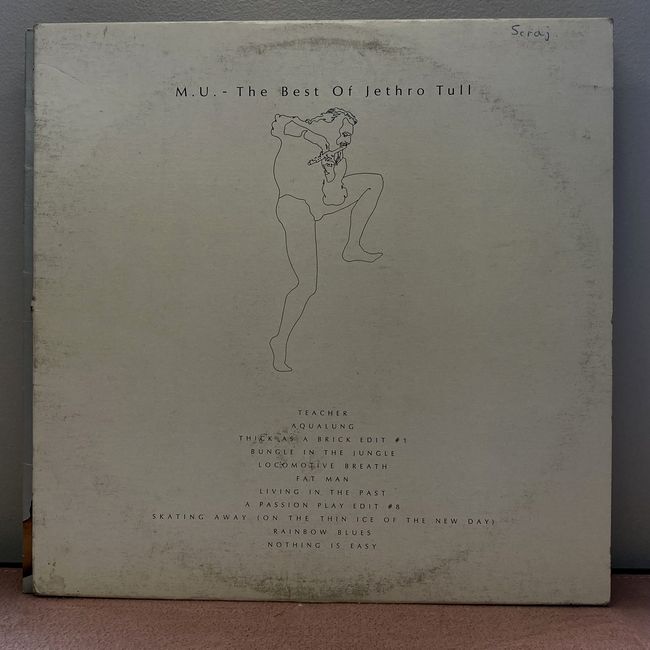 Seraj.
M.U. - The Best Of Jethro Tull
TEACHER
AQUALUNG
THICK AS A BRICK EDIT #1
BUNGLE IN THE JUNGLE
LOCOMOTIVE BREATH
FAT MAN
LIVING IN THE PAST
A PASSION PLAY EDIT #8
SKATING AWAY (ON THE THIN ICE OF THE NEW DAY)
RAINBOW BLUES
NOTHING IS EASY